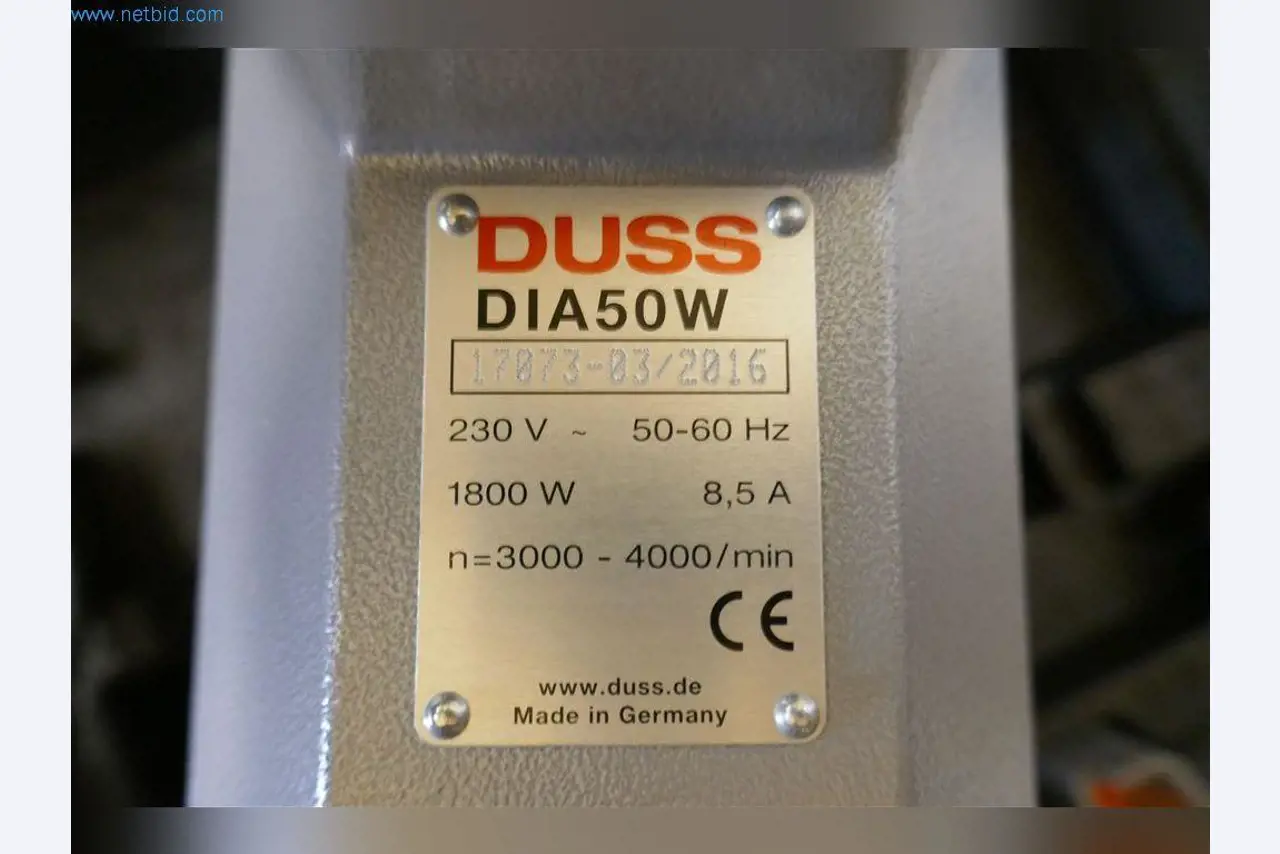 www.netbid.com
DUSS
DIA50W
17073-03/2016
230 V ~ 50-60 Hz
1800 W 8,5 A
n=3000 - 4000/min
CE
www.duss.de
Made in Germany